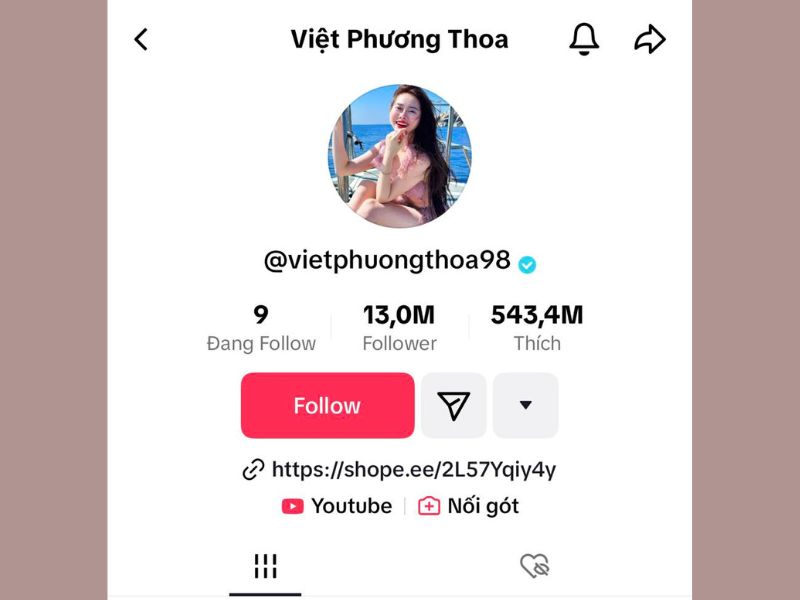 Việt Phương Thoa
@vietphuongthoa98
9 13,0M 543,4M
Đang Follow Follower Thích
Follow
https://shope.ee/2L57Yqiy4y
Youtube Nối gót